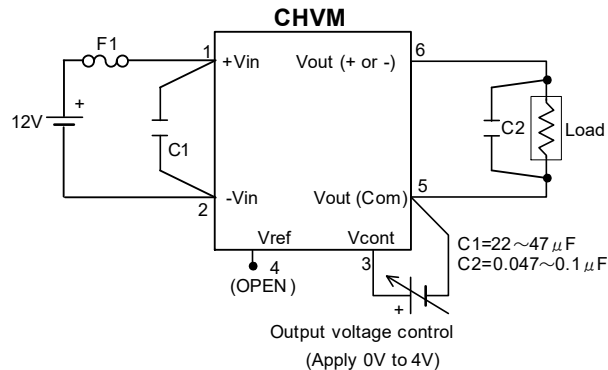 CHVM
F1
1
+Vin
Vout (+ or -)
6
+
12V
C1
C2
Load
2
-Vin
Vout (Com)
5
Vref
Vcont
4
(OPEN)
3
C1=22～47μF
C2=0.047～0.1μF
+
Output voltage control
(Apply 0V to 4V)